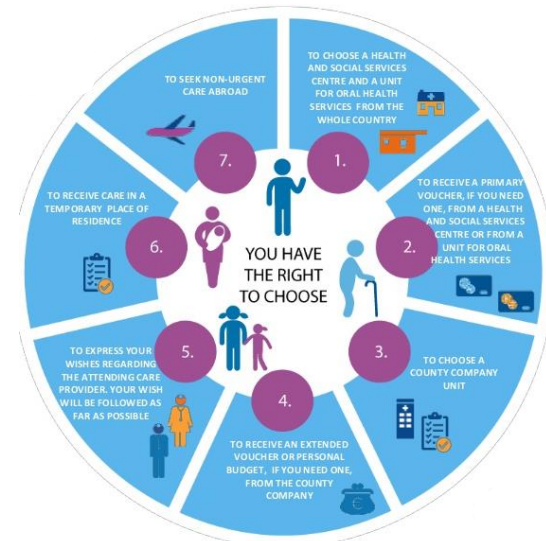 YOU HAVE
THE RIGHT
TO CHOOSE
1.
TO CHOOSE A HEALTH
AND SOCIAL SERVICES
CENTRE AND A UNIT
FOR ORAL HEALTH
SERVICES FROM THE
WHOLE COUNTRY
2.
TO RECEIVE A PRIMARY
VOUCHER, IF YOU NEED
ONE, FROM A HEALTH
AND SOCIAL SERVICES
CENTRE OR FROM A
UNIT FOR ORAL
HEALTH SERVICES
3.
TO CHOOSE A
COUNTY COMPANY
UNIT
4.
TO RECEIVE AN EXTENDED
VOUCHER OR PERSONAL
BUDGET, IF YOU NEED ONE,
FROM THE COUNTY
COMPANY
€
5.
TO EXPRESS YOUR
WISHES REGARDING
THE ATTENDING CARE
PROVIDER. YOUR WISH
WILL BE FOLLOWED AS
FAR AS POSSIBLE
6.
TO RECEIVE CARE IN A
TEMPORARY PLACE OF
RESIDENCE
7.
TO SEEK NON-URGENT
CARE ABROAD